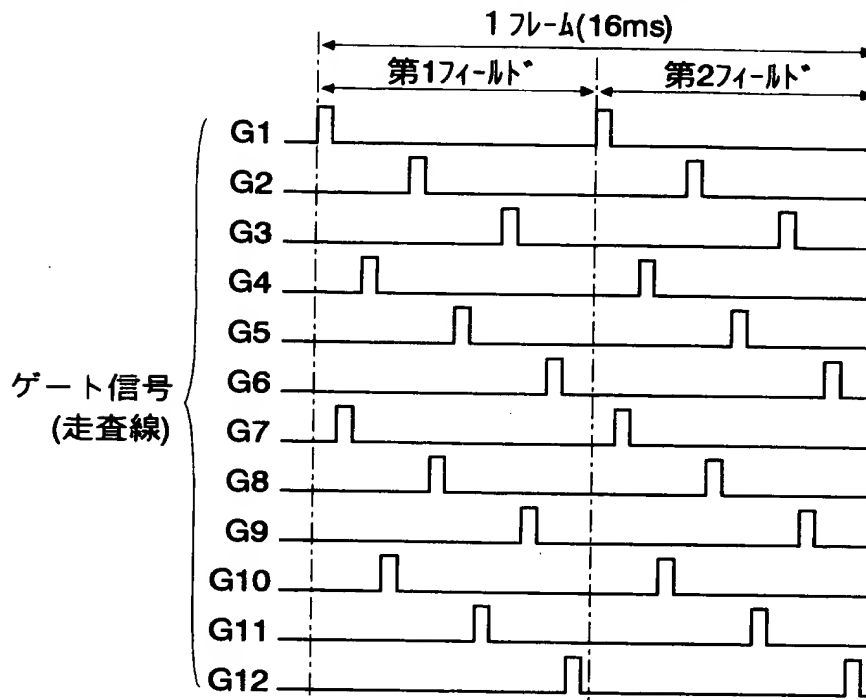 1 フレーム(16ms)
第1フィールド
第2フィールド
G1
G2
G3
G4
G5
G6
G7
G8
G9
G10
G11
G12
ゲート信号
(走査線)